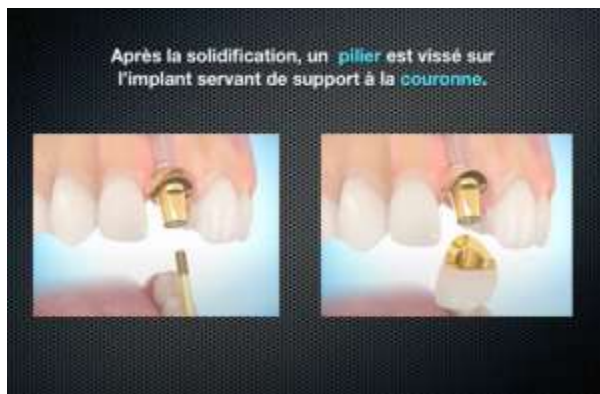 Après la solidification, un pilier est vissé sur
l'implant servant de support à la couronne.